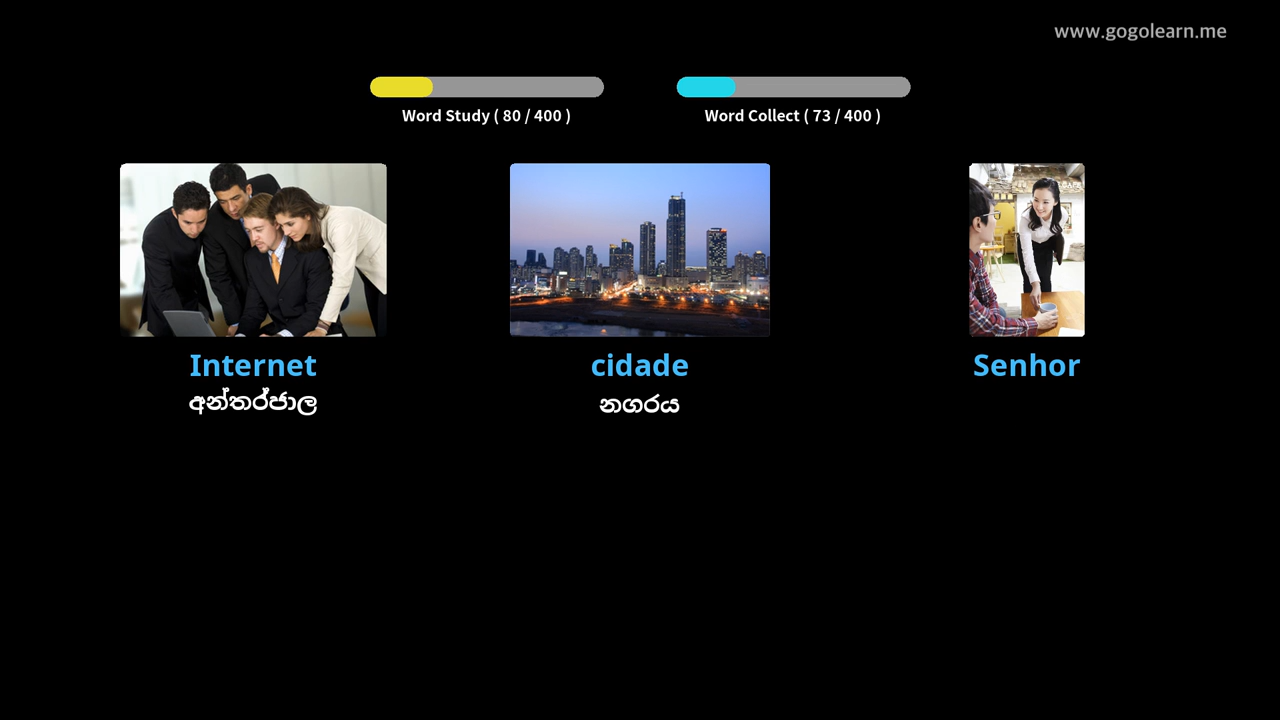 www.gogolearn.me
Word Study ( 80 / 400 )
Word Collect ( 73 / 400 )
Internet
අන්තර්ජාල
cidade
නගරය
Senhor